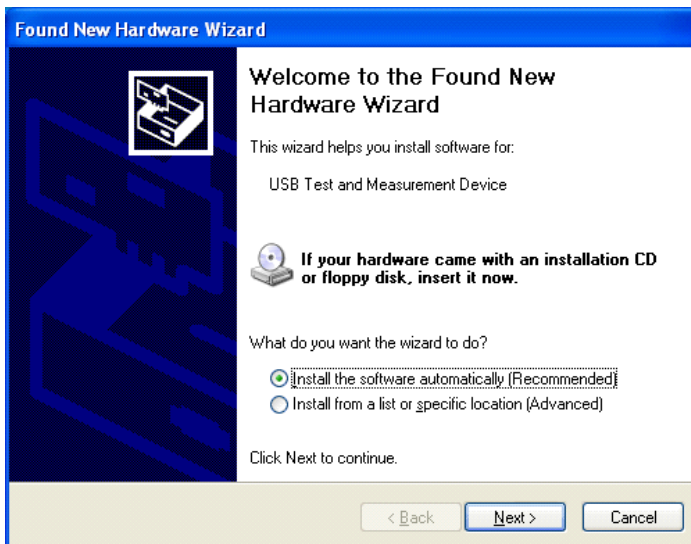 Found New Hardware Wizard
Welcome to the Found New
Hardware Wizard
This wizard helps you install software for:
USB Test and Measurement Device
If your hardware came with an installation CD
or floppy disk, insert it now.
What do you want the wizard to do?
Install the software automatically (Recommended)
Install from a list or specific location (Advanced)
Click Next to continue.
< Back Next > Cancel